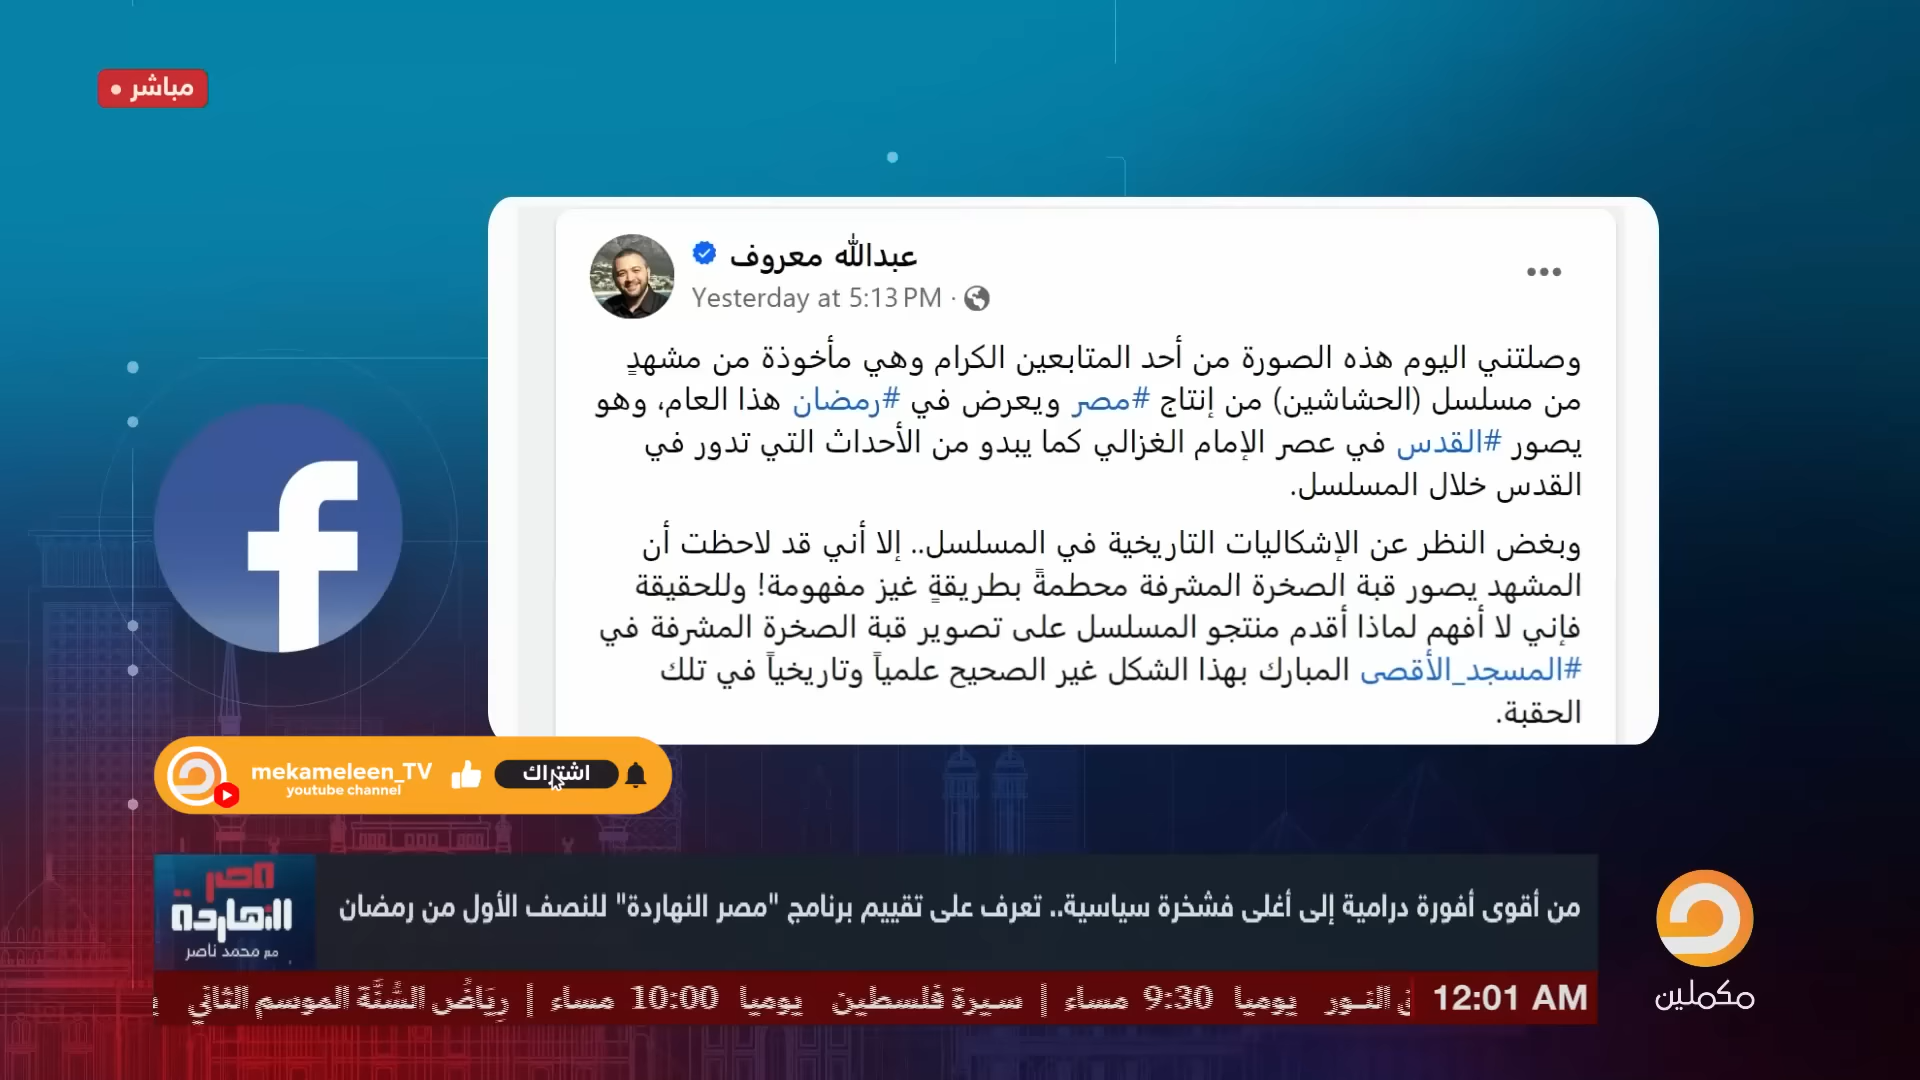 مباشر
عبدالله معروف
Yesterday at 5:13 PM ·
وصلتني اليوم هذه الصورة من أحد المتابعين الكرام وهي مأخوذة من مشهدٍ
من مسلسل (الحشاشين) من إنتاج #مصر ويعرض في #رمضان هذا العام، وهو
يصور #القدس في عصر الإمام الغزالي كما يبدو من الأحداث التي تدور في
القدس خلال المسلسل.
وبغض النظر عن الإشكاليات التاريخية في المسلسل.. إلا أني قد لاحظت أن
المشهد يصور قبة الصخرة المشرفة محطمةً بطريقةٍ غيز مفهومة! وللحقيقة
فإني لا أفهم لماذا أقدم منتجو المسلسل على تصوير قبة الصخرة المشرفة في
#المسجد_الأقصى المبارك بهذا الشكل غير الصحيح علمياً وتاريخياً في تلك
الحقبة.
mekameleen_TV
youtube channel
اشتراك
مصر
النهاردة
مع محمد ناصر
من أقوى أفورة درامية إلى أغلى فشخرة سياسية.. تعرف على تقييم برنامج "مصر النهاردة" للنصف الأول من رمضان
12:01 AM
النور يوميا 9:30 مساء | سيرة فلسطين يوميا 10:00 مساء | رِيَاضُ السُّنَّة الموسم الثاني
مكملين